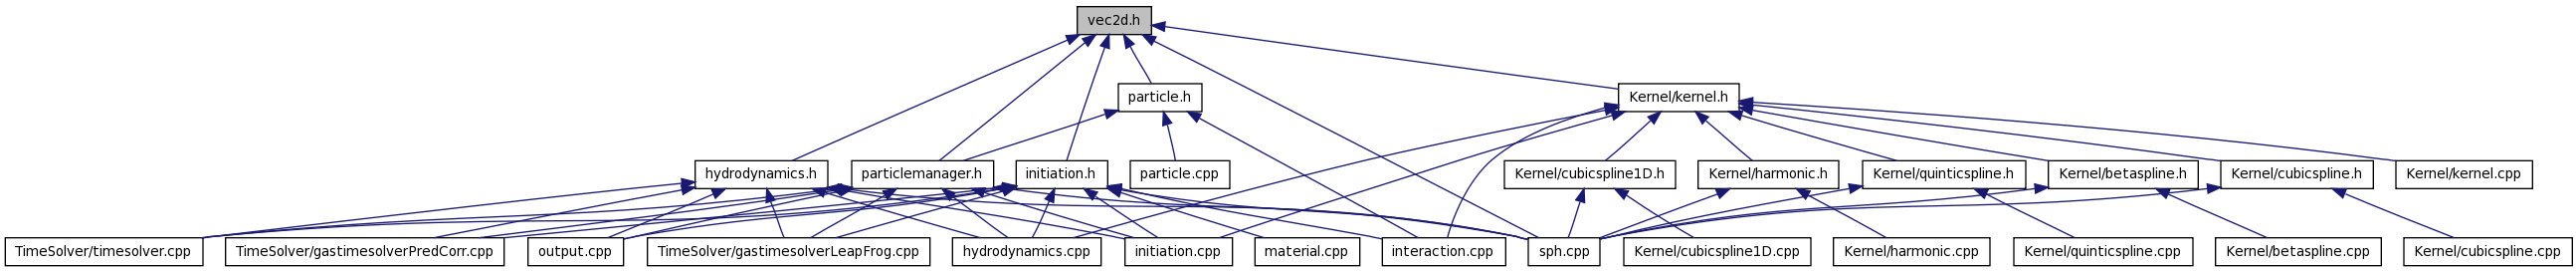 vec2d.h
particle.h
Kernel/kernel.h
hydrodynamics.h
particlemanager.h
initiation.h
particle.cpp
Kernel/cubicspline1D.h
Kernel/harmonic.h
Kernel/quinticspline.h
Kernel/betaspline.h
Kernel/cubicspline.h
Kernel/kernel.cpp
TimeSolver/timesolver.cpp
TimeSolver/gastimesolverPredCorr.cpp
output.cpp
TimeSolver/gastimesolverLeapFrog.cpp
hydrodynamics.cpp
initiation.cpp
material.cpp
interaction.cpp
sph.cpp
Kernel/cubicspline1D.cpp
Kernel/harmonic.cpp
Kernel/quinticspline.cpp
Kernel/betaspline.cpp
Kernel/cubicspline.cpp